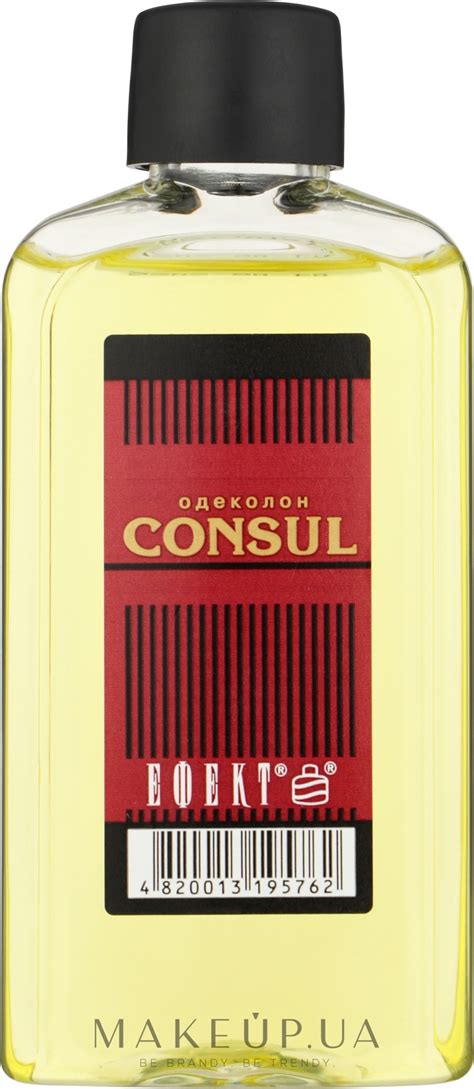 одеколон
CONSUL
ЕФЕКТ® ®
4 820013 195762
MAKEUP.UA
BE BRANDY. BE TRENDY.